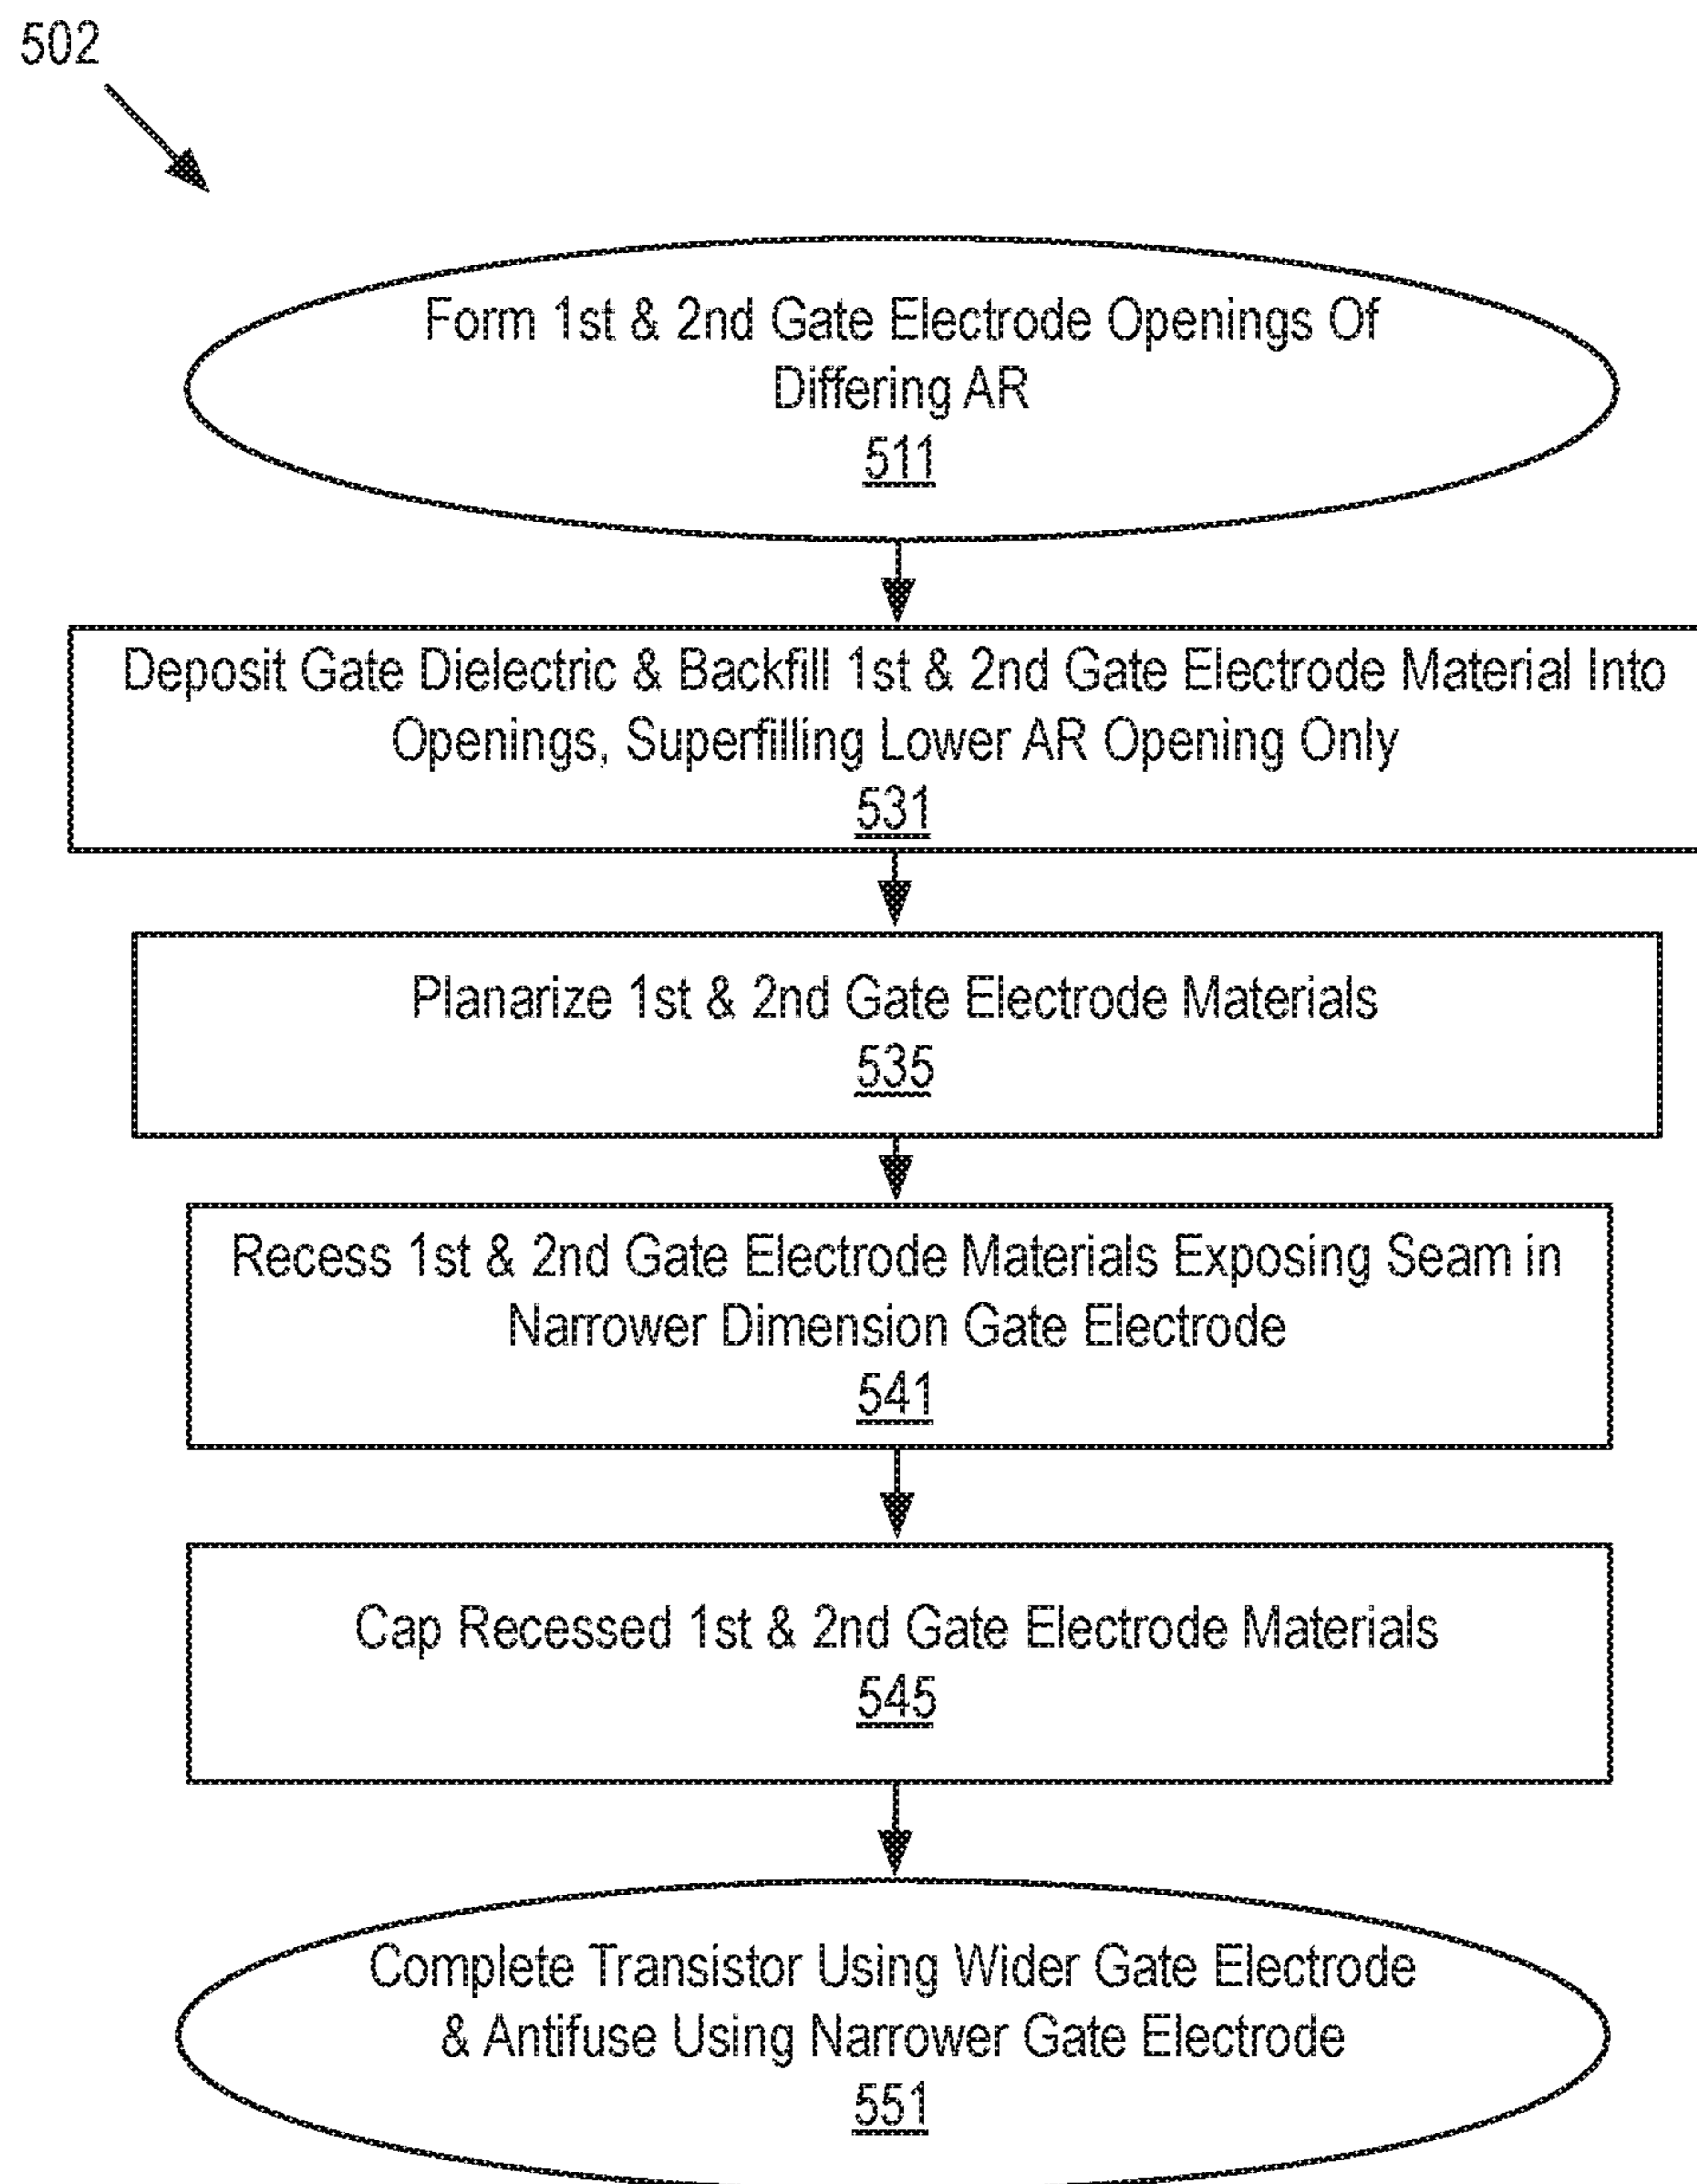 502
Form 1st & 2nd Gate Electrode Openings Of
Differing AR
511
Deposit Gate Dielectric & Backfill 1st & 2nd Gate Electrode Material Into
Openings, Superfilling Lower AR Opening Only
531
Planarize 1st & 2nd Gate Electrode Materials
535
Recess 1st & 2nd Gate Electrode Materials Exposing Seam in
Narrower Dimension Gate Electrode
541
Cap Recessed 1st & 2nd Gate Electrode Materials
545
Complete Transistor Using Wider Gate Electrode
& Antifuse Using Narrower Gate Electrode
551